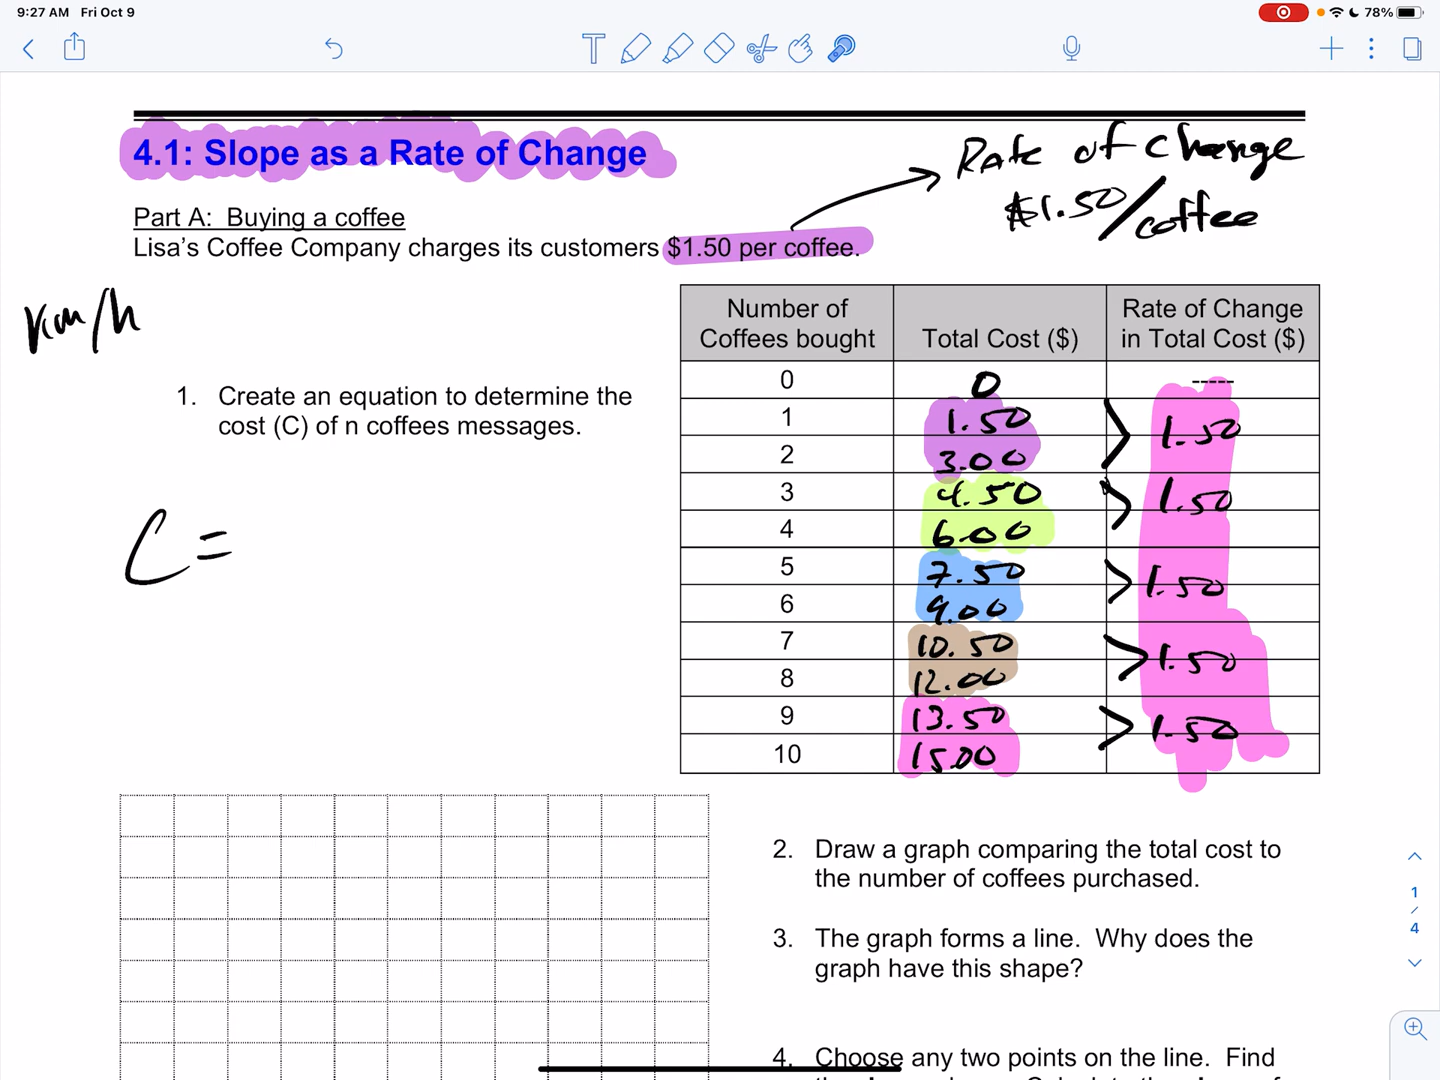 9:27 AM Fri Oct 9
78%
4.1: Slope as a Rate of Change
Rate of change
$1.50/coffee
Part A: Buying a coffee
Lisa's Coffee Company charges its customers $1.50 per coffee.
km/h
1. Create an equation to determine the
cost (C) of n coffees messages.
C =
Number of Coffees bought Total Cost ($) Rate of Change in Total Cost ($)
0 0 -----
1 1.50
1.50
2 3.00
3 4.50
1.50
4 6.00
5 7.50
1.50
6 9.00
7 10.50
1.50
8 12.00
9 13.50
1.50
10 15.00
2. Draw a graph comparing the total cost to
the number of coffees purchased.
3. The graph forms a line. Why does the
graph have this shape?
1
/
4
4. Choose any two points on the line. Find